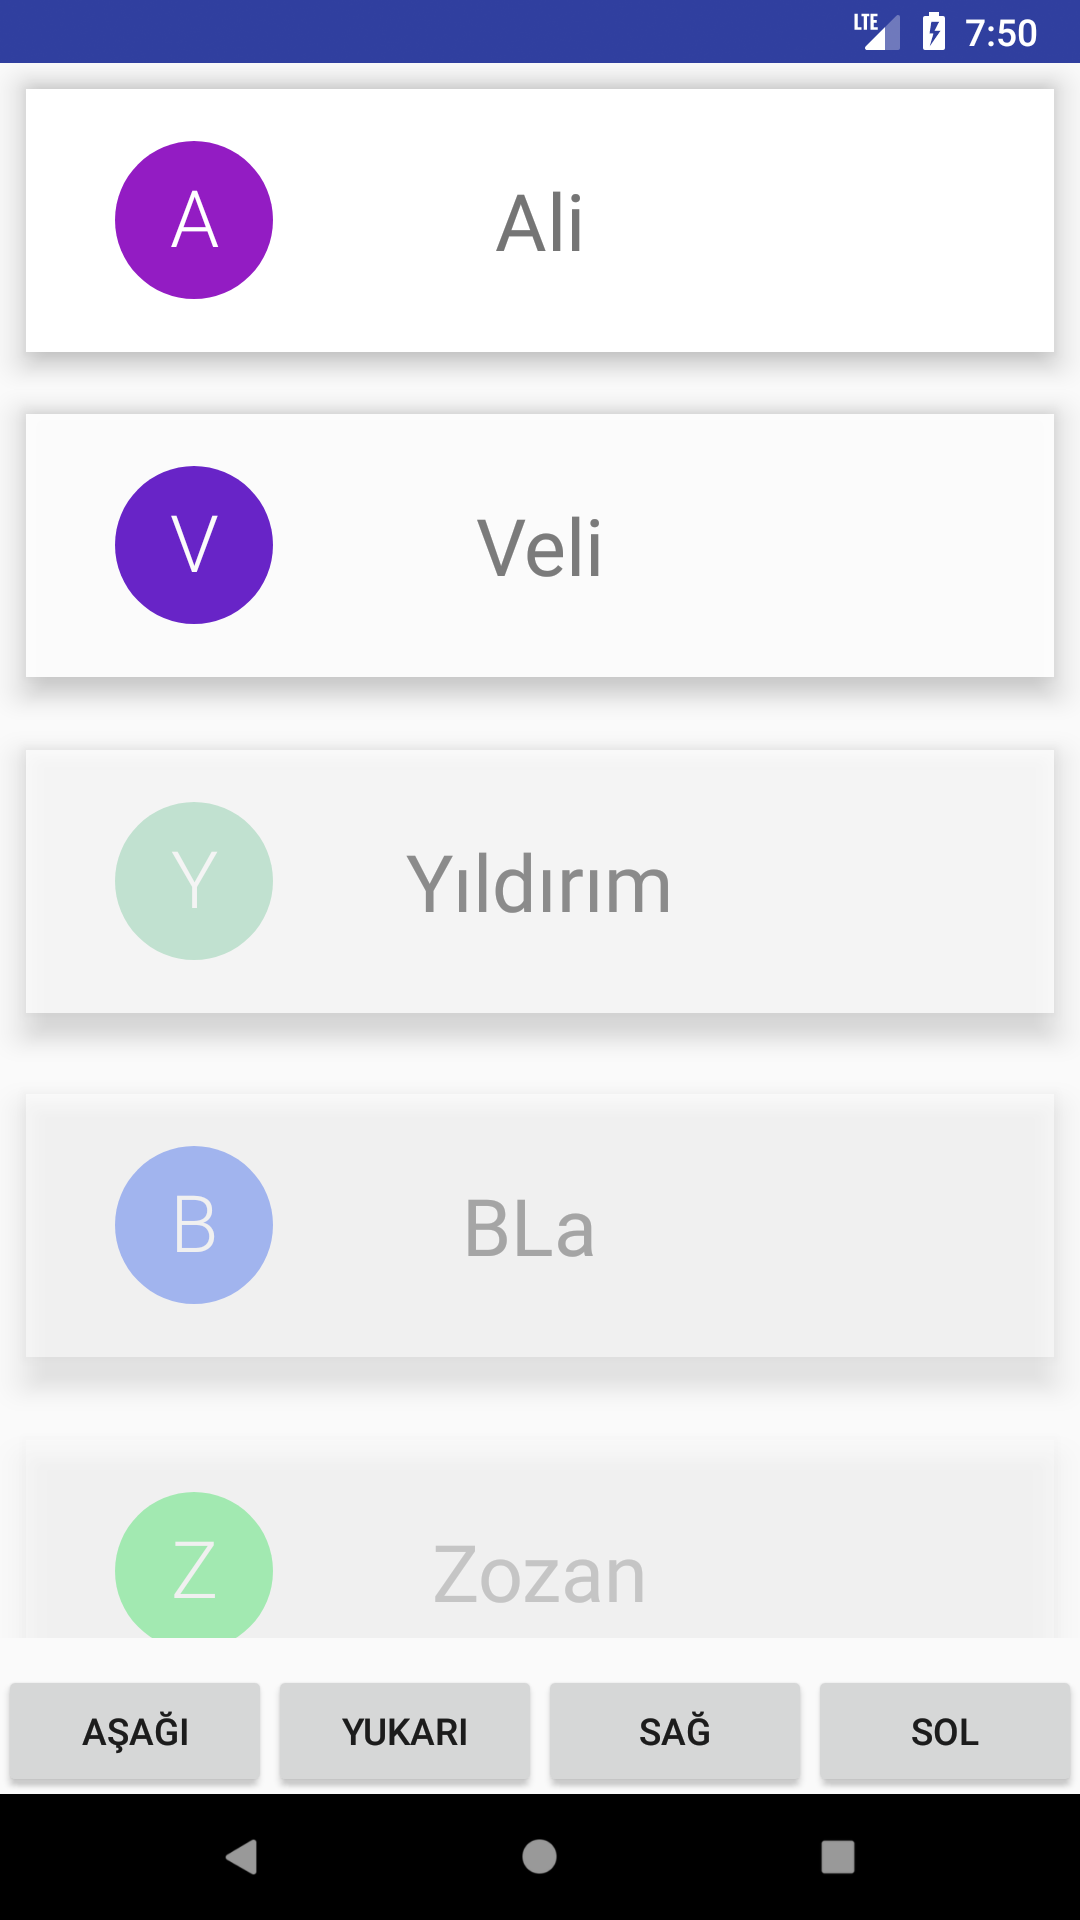 LTE 7:50
A Ali
V Veli
Y Yıldırım
B BLa
Z Zozan
AŞAĞI YUKARI SAĞ SOL